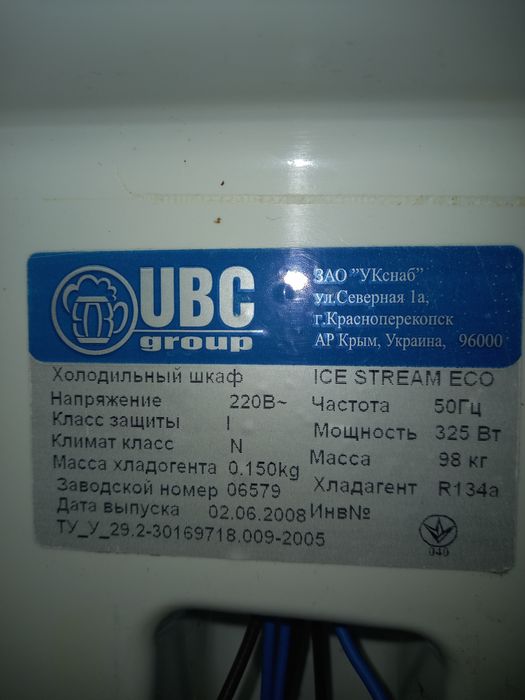 UBC
group
ЗАО "УКснаб"
ул.Северная 1а,
г.Красноперекопск
АР Крым, Украина, 96000
Холодильный шкаф ICE STREAM ECO
Напряжение 220В~ Частота 50Гц
Класс защиты I Мощность 325 Вт
Климат класс N Масса 98 кг
Масса хладогента 0.150kg Хладагент R134a
Заводской номер 06579
Дата выпуска 02.06.2008 Инв№
ТУ_У_29.2-30169718.009-2005
040